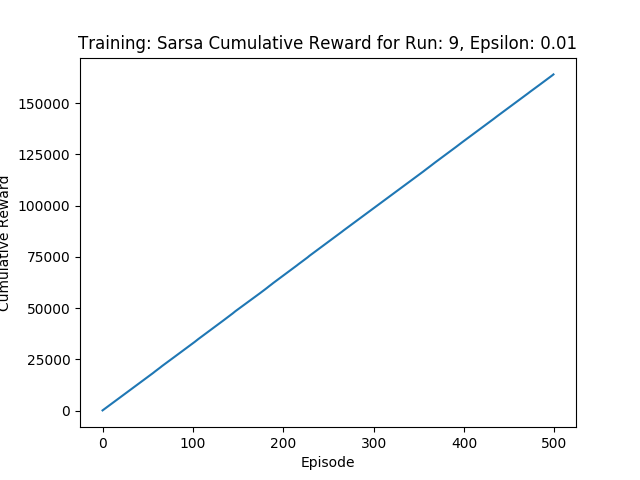 Training: Sarsa Cumulative Reward for Run: 9, Epsilon: 0.01
150000
125000
100000
75000
50000
25000
0
Cumulative Reward
0 100 200 300 400 500
Episode